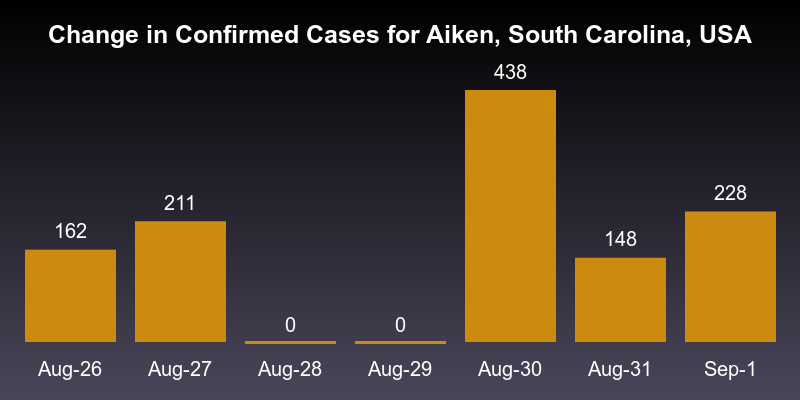 Change in Confirmed Cases for Aiken, South Carolina, USA
438
228
211
162
148
0
0
Aug-26
Aug-27
Aug-28
Aug-29
Aug-30
Aug-31
Sep-1